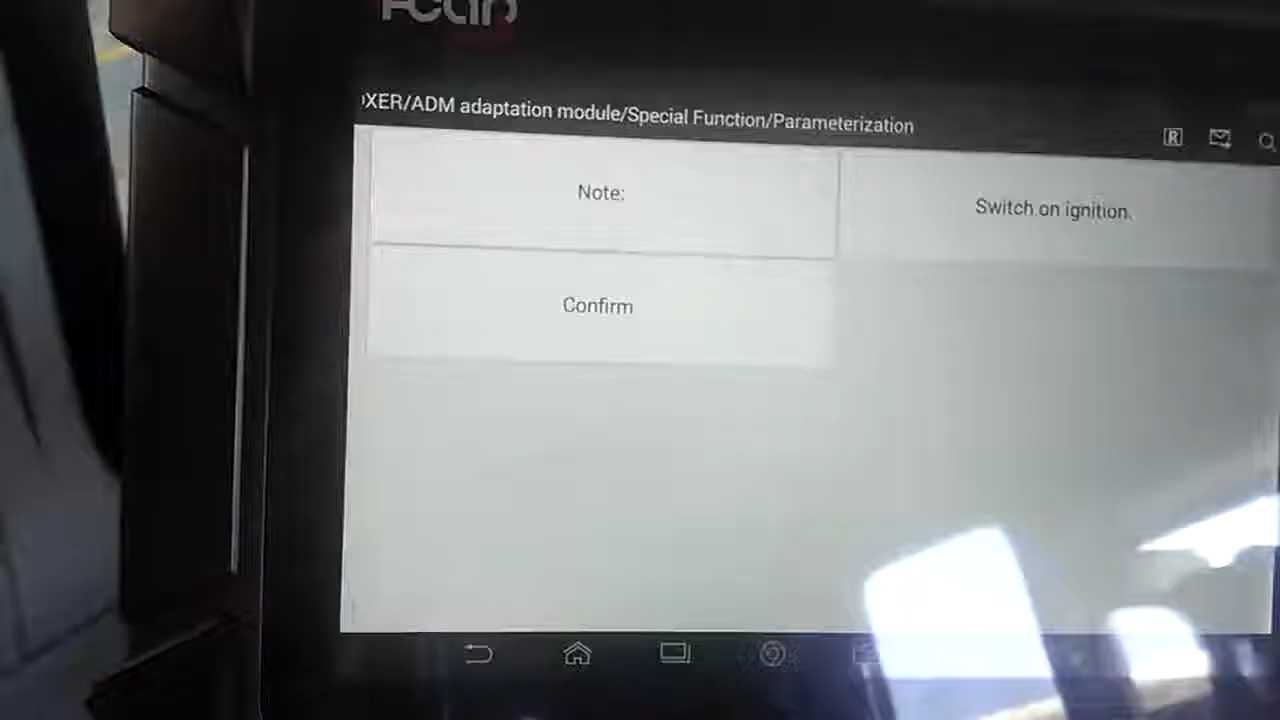 XER/ADM adaptation module/Special Function/Parameterization
R
Note:
Switch on ignition.
Confirm